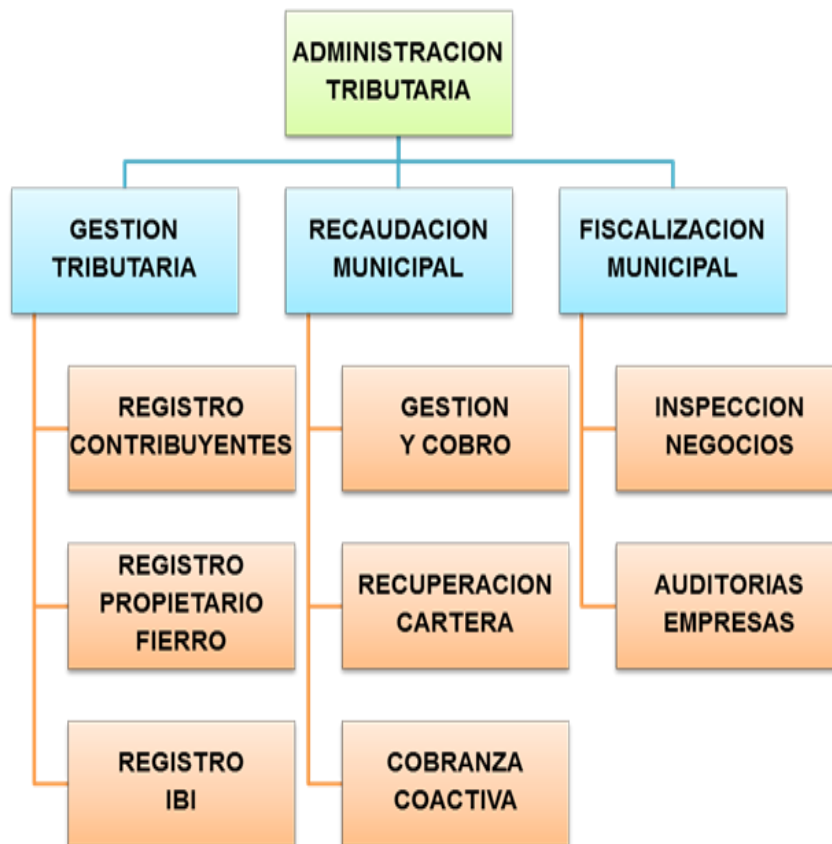 ADMINISTRACION
TRIBUTARIA
GESTION
TRIBUTARIA
REGISTRO
CONTRIBUYENTES
REGISTRO
PROPIETARIO
FIERRO
REGISTRO
IBI
RECAUDACION
MUNICIPAL
GESTION
Y COBRO
RECUPERACION
CARTERA
COBRANZA
COACTIVA
FISCALIZACION
MUNICIPAL
INSPECCION
NEGOCIOS
AUDITORIAS
EMPRESAS